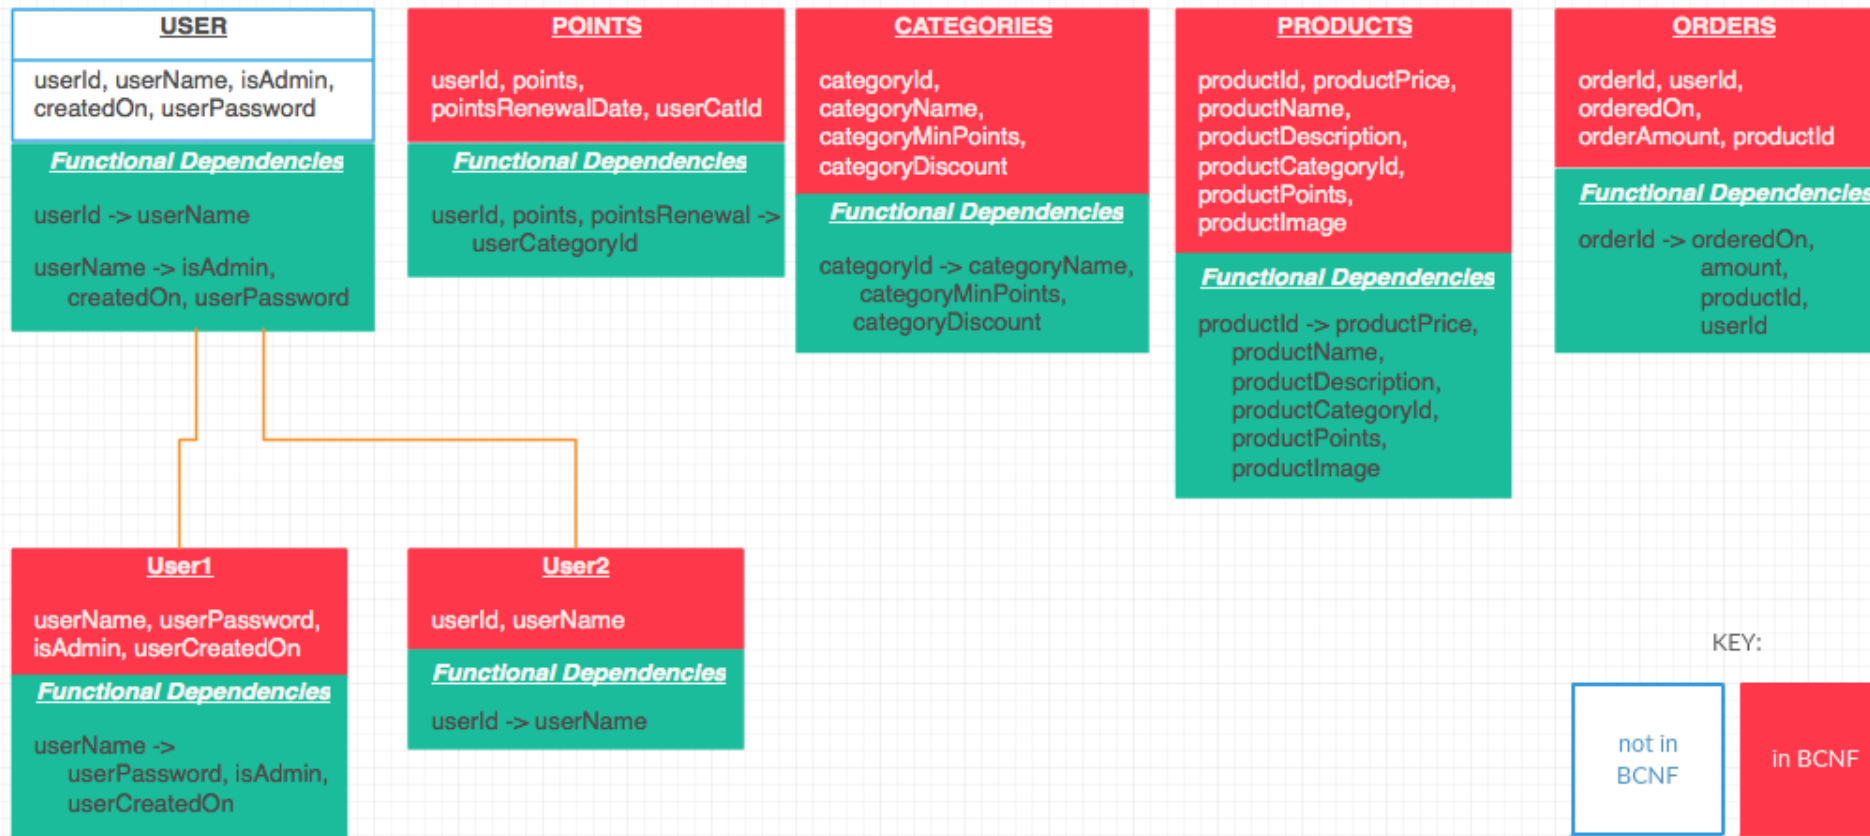 USER
userId, userName, isAdmin,
createdOn, userPassword
Functional Dependencies
userId -> userName
userName -> isAdmin,
createdOn, userPassword
POINTS
userId, points,
pointsRenewalDate, userCatId
Functional Dependencies
userId, points, pointsRenewal ->
userCategoryId
CATEGORIES
categoryId,
categoryName,
categoryMinPoints,
categoryDiscount
Functional Dependencies
categoryId -> categoryName,
categoryMinPoints,
categoryDiscount
PRODUCTS
productId, productPrice,
productName,
productDescription,
productCategoryId,
productPoints,
productImage
Functional Dependencies
productId -> productPrice,
productName,
productDescription,
productCategoryId,
productPoints,
productImage
ORDERS
orderId, userId,
orderedOn,
orderAmount, productId
Functional Dependencies
orderId -> orderedOn,
amount,
productId,
userId
User1
userName, userPassword,
isAdmin, userCreatedOn
Functional Dependencies
userName ->
userPassword, isAdmin,
userCreatedOn
User2
userId, userName
Functional Dependencies
userId -> userName
KEY:
not in
BCNF
in BCNF